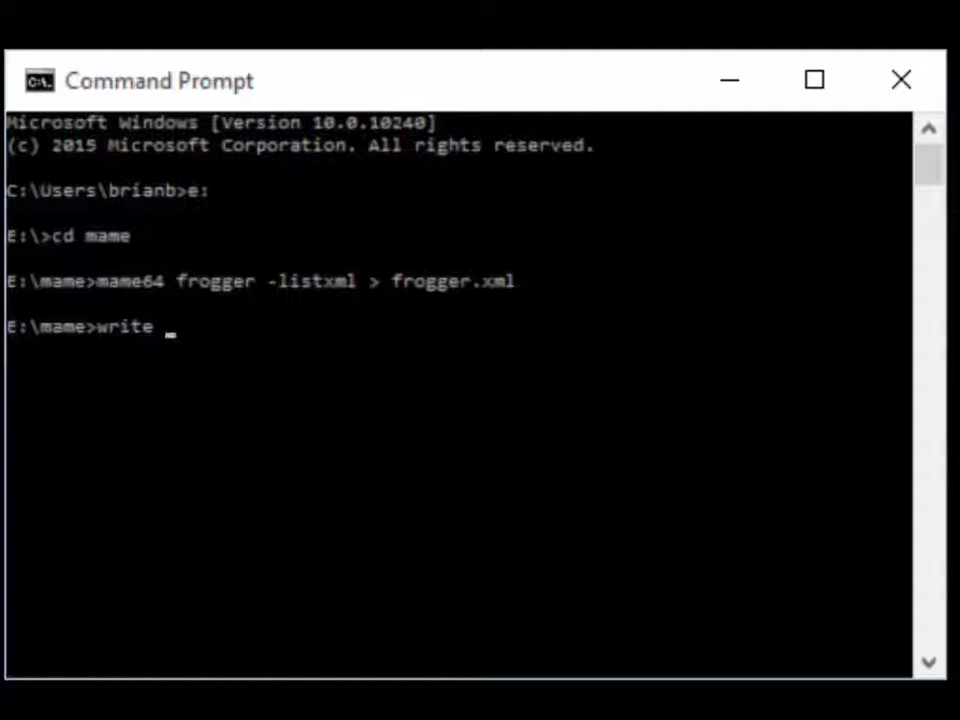 Command Prompt
Microsoft Windows [Version 10.0.10240]
(c) 2015 Microsoft Corporation. All rights reserved.
C:\Users\brianb>e:
E:\>cd mame
E:\mame>mame64 frogger -listxml > frogger.xml
E:\mame>write _